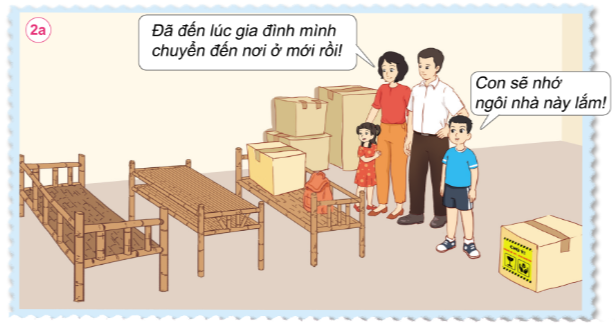 2a
Đã đến lúc gia đình mình
chuyển đến nơi ở mới rồi!
Con sẽ nhớ
ngôi nhà này lắm!
CHÚ Ý!